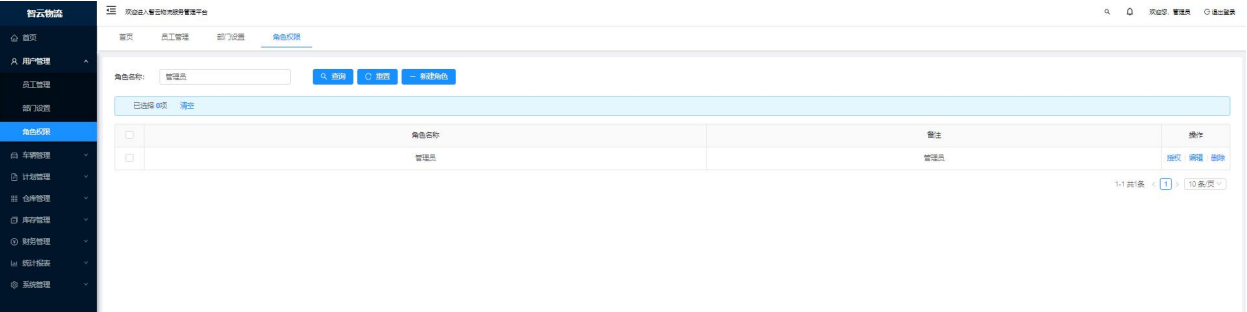 智云物流
欢迎进入智云物流服务管理平台
欢迎您，管理员 退出登录
首页
用户管理
员工管理
部门设置
角色权限
车辆管理
计划管理
仓库管理
库存管理
财务管理
统计报表
系统管理
首页 员工管理 部门设置 角色权限
角色名称: 管理员 查询 重置 新建角色
已选择 0项 清空
角色名称 备注 操作
管理员 管理员 授权 编辑 删除
1-1 共1条 1 10 条/页